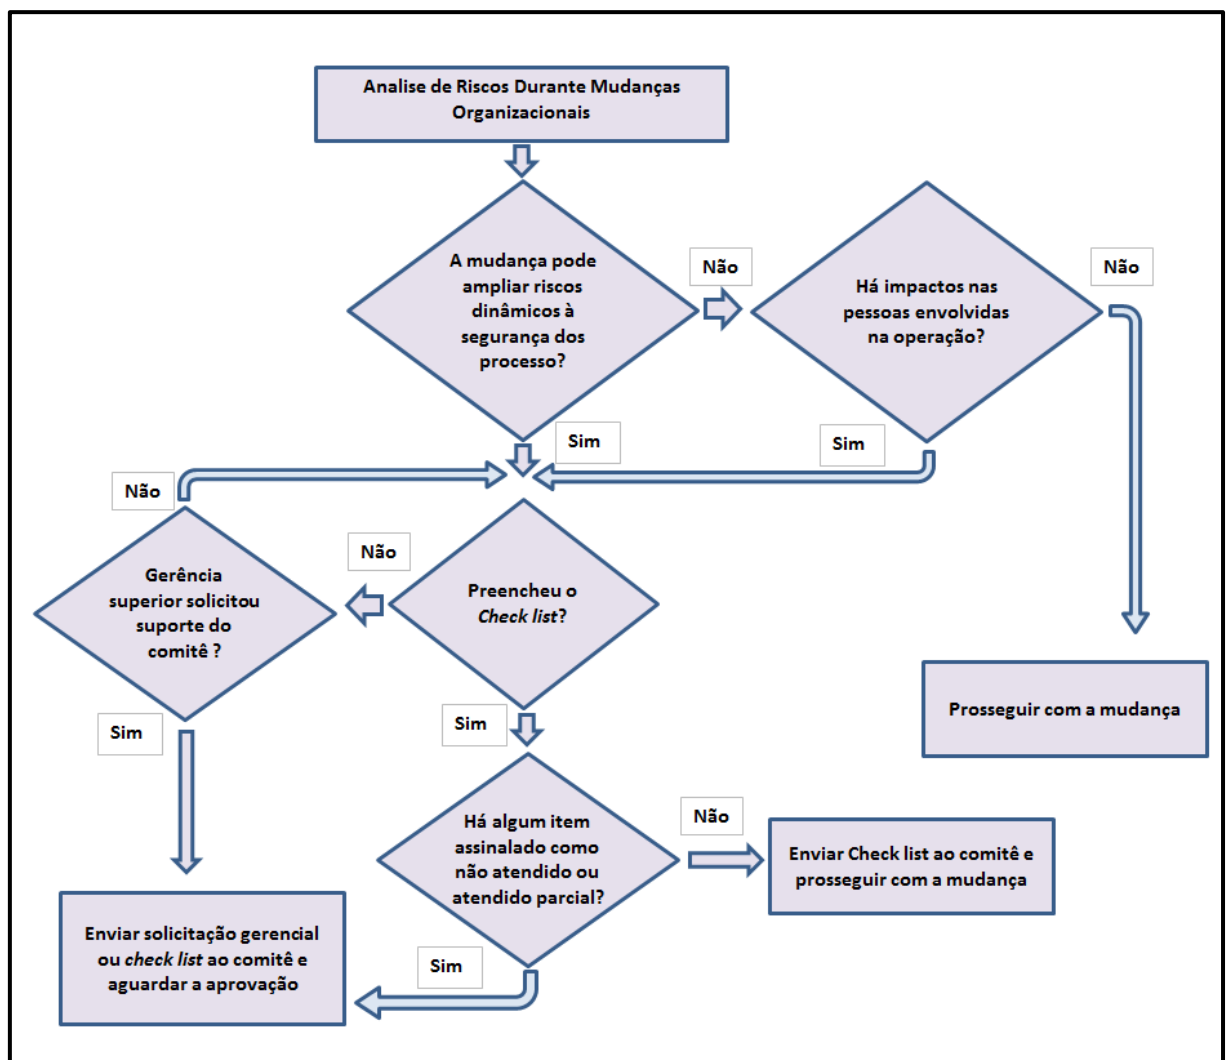 Analise de Riscos Durante Mudanças
Organizacionais
A mudança pode
ampliar riscos
dinâmicos à
segurança dos
processo?
Não
Há impactos nas
pessoas envolvidas
na operação?
Não
Sim
Sim
Não
Gerência
superior solicitou
suporte do
comitê ?
Não
Preencheu o
Check list?
Sim
Sim
Prosseguir com a mudança
Há algum item
assinalado como
não atendido ou
atendido parcial?
Não
Enviar Check list ao comitê e
prosseguir com a mudança
Enviar solicitação gerencial
ou check list ao comitê e
aguardar a aprovação
Sim